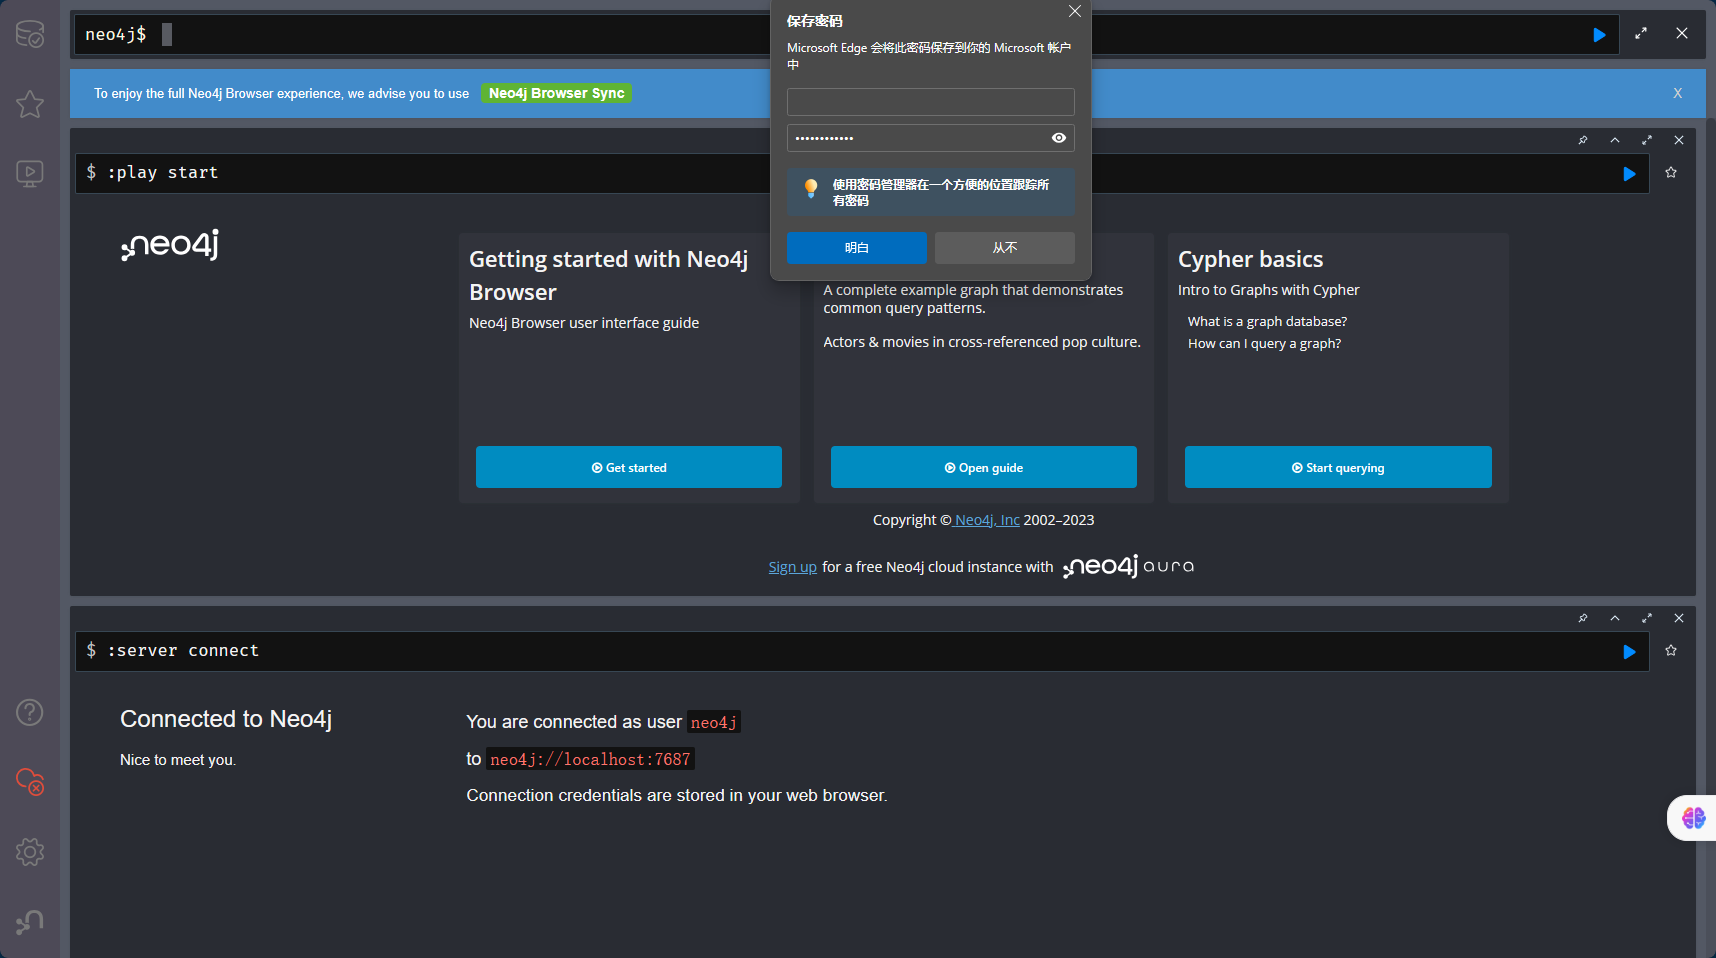 neo4j$
保存密码
Microsoft Edge 会将此密码保存到你的 Microsoft 帐户
中
••••••••••••
使用密码管理器在一个方便的位置跟踪所
有密码
明白
从不
To enjoy the full Neo4j Browser experience, we advise you to use Neo4j Browser Sync
X
$ :play start
neo4j
Getting started with Neo4j
Browser
Neo4j Browser user interface guide
Get started
A complete example graph that demonstrates
common query patterns.
Actors & movies in cross-referenced pop culture.
Open guide
Cypher basics
Intro to Graphs with Cypher
What is a graph database?
How can I query a graph?
Start querying
Copyright © Neo4j, Inc 2002–2023
Sign up for a free Neo4j cloud instance with neo4j aura
$ :server connect
Connected to Neo4j
Nice to meet you.
You are connected as user neo4j
to neo4j://localhost:7687
Connection credentials are stored in your web browser.